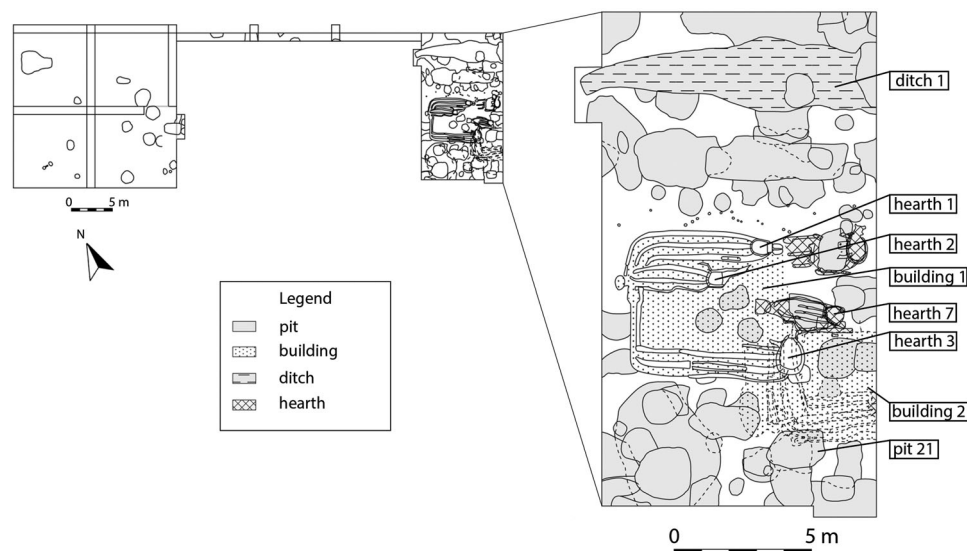 0 5 m
N
Legend
pit
building
ditch
hearth
ditch 1
hearth 1
hearth 2
building 1
hearth 7
hearth 3
building 2
pit 21
0 5 m